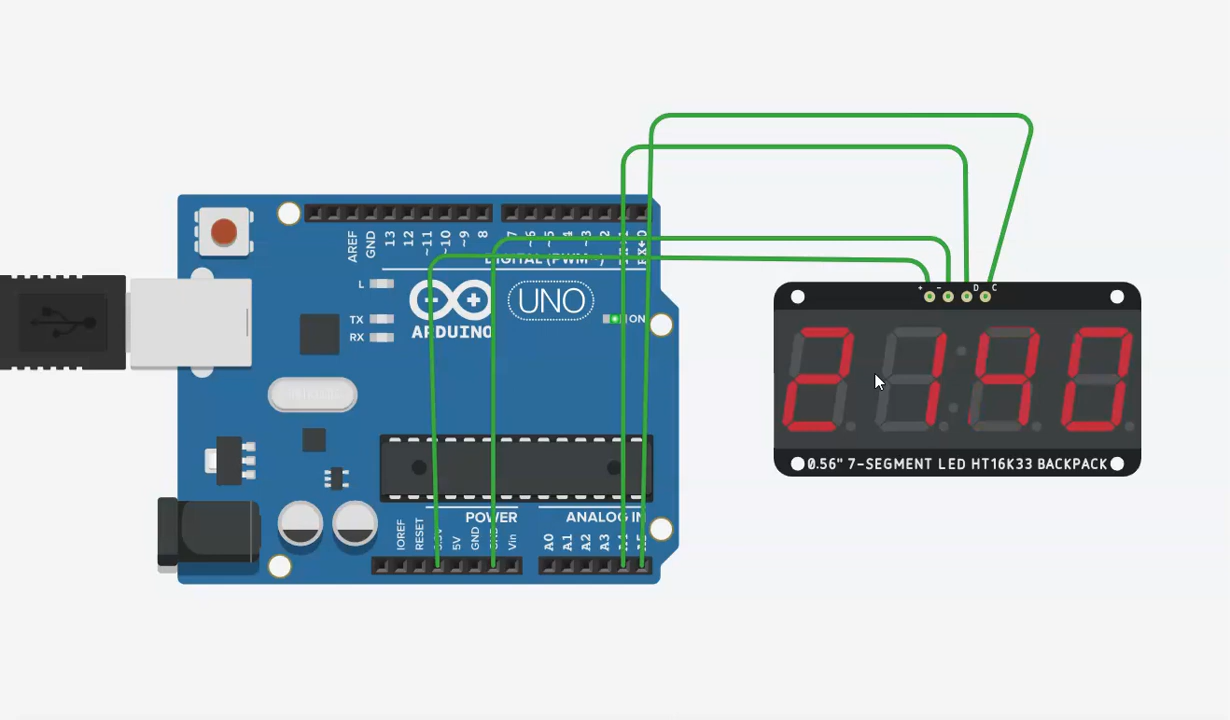 AREF
GND
13
12
~11
~10
~9
8
7
~6
~5
4
~3
2
DIGITAL (PWM ~)
L
TX
RX
UNO
ARDUINO
ON
+ - D C
2740
0.56" 7-SEGMENT LED HT16K33 BACKPACK
POWER
ANALOG IN
IOREF
RESET
3.3V
5V
GND
GND
Vin
A0
A1
A2
A3
A4
A5